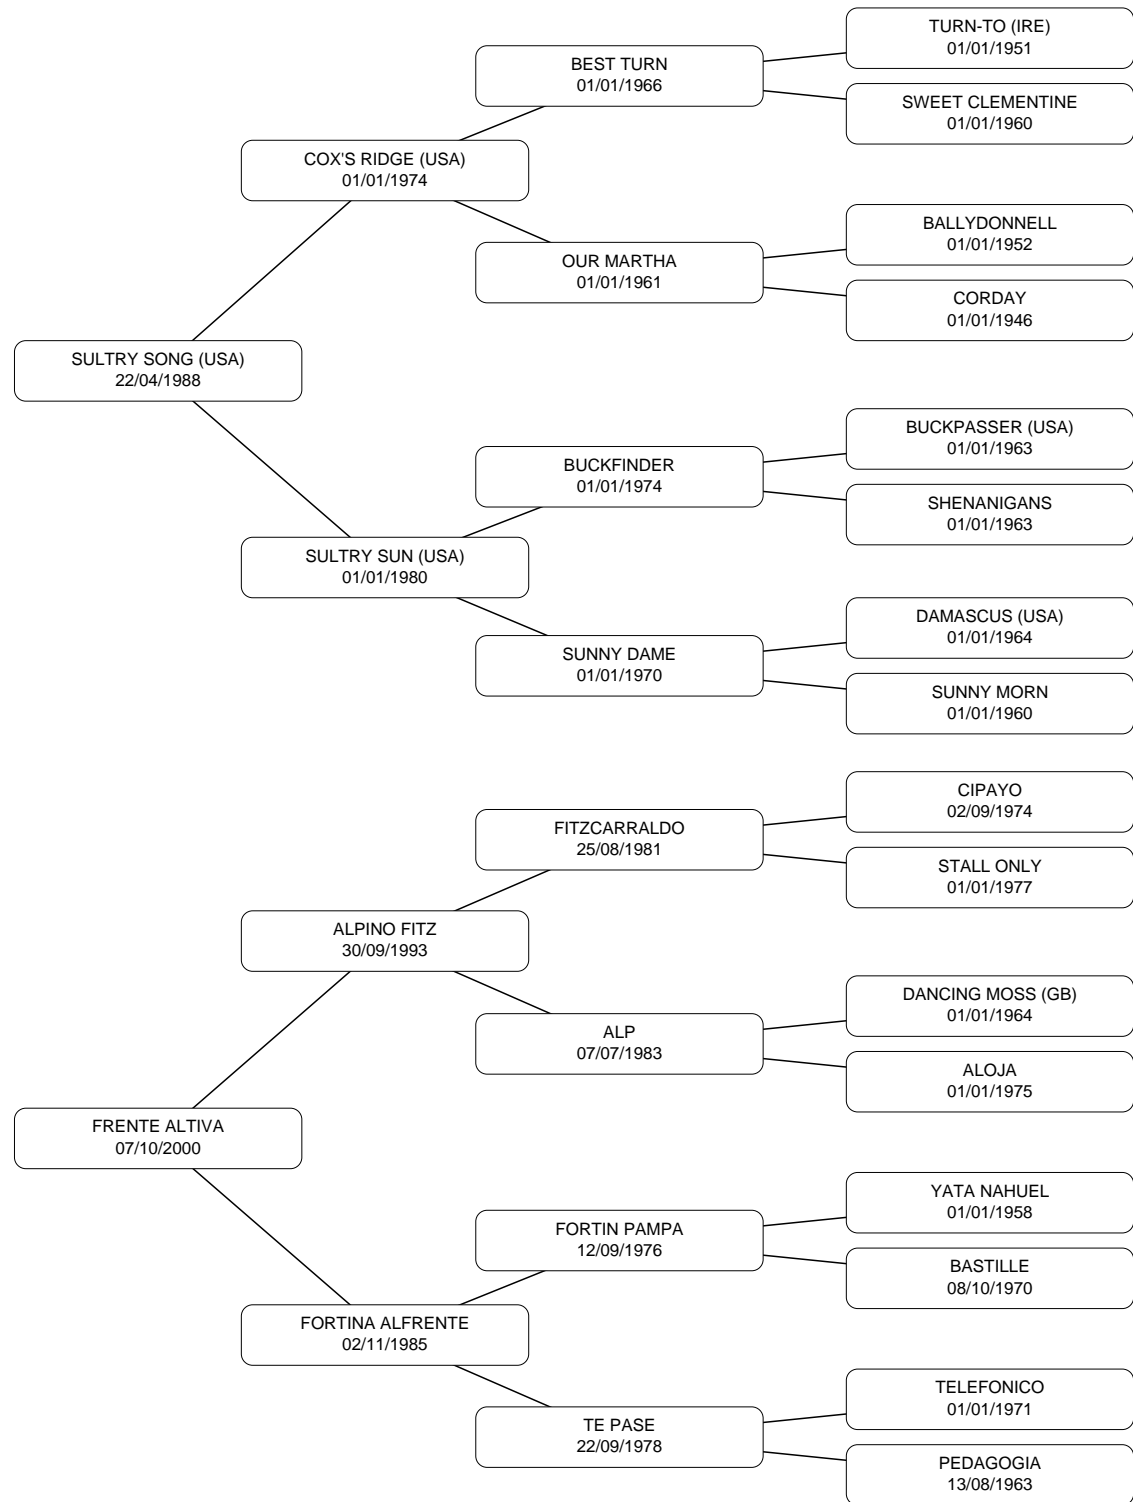 TURN-TO (IRE)
01/01/1951
BEST TURN
01/01/1966
SWEET CLEMENTINE
01/01/1960
COX'S RIDGE (USA)
01/01/1974
BALLYDONNELL
01/01/1952
OUR MARTHA
01/01/1961
CORDAY
01/01/1946
SULTRY SONG (USA)
22/04/1988
BUCKPASSER (USA)
01/01/1963
BUCKFINDER
01/01/1974
SHENANIGANS
01/01/1963
SULTRY SUN (USA)
01/01/1980
DAMASCUS (USA)
01/01/1964
SUNNY DAME
01/01/1970
SUNNY MORN
01/01/1960
CIPAYO
02/09/1974
FITZCARRALDO
25/08/1981
STALL ONLY
01/01/1977
ALPINO FITZ
30/09/1993
DANCING MOSS (GB)
01/01/1964
ALP
07/07/1983
ALOJA
01/01/1975
FRENTE ALTIVA
07/10/2000
YATA NAHUEL
01/01/1958
FORTIN PAMPA
12/09/1976
BASTILLE
08/10/1970
FORTINA ALFRENTE
02/11/1985
TELEFONICO
01/01/1971
TE PASE
22/09/1978
PEDAGOGIA
13/08/1963